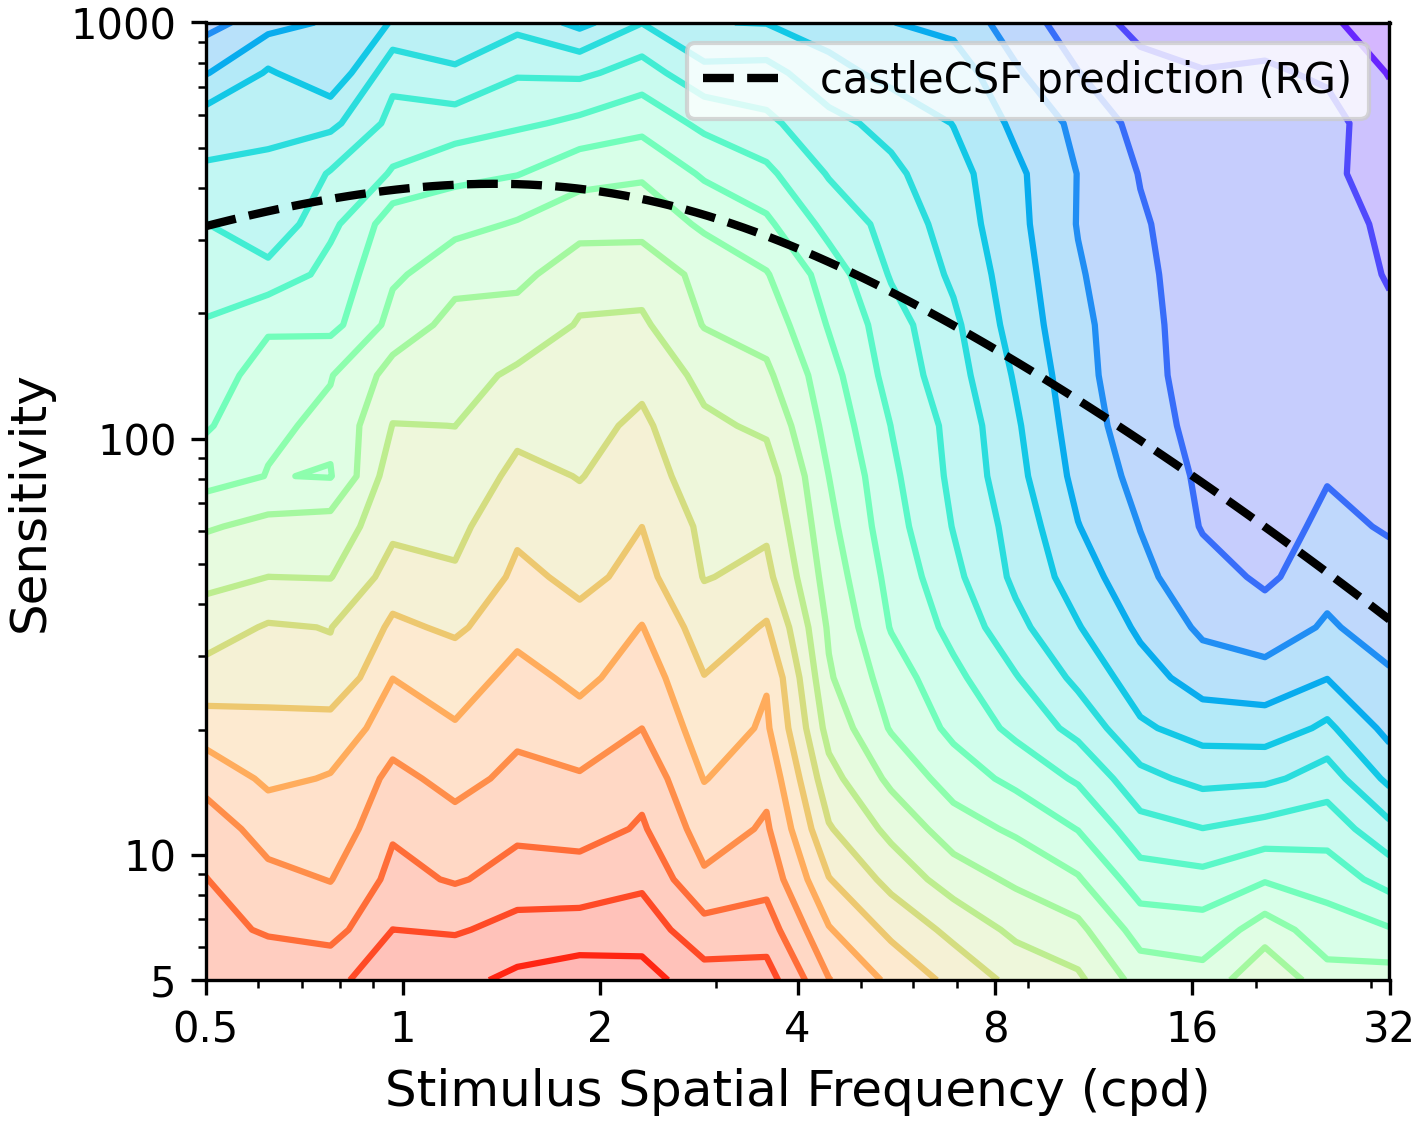 1000
castleCSF prediction (RG)
Sensitivity
100
10
5
0.5 1 2 4 8 16 32
Stimulus Spatial Frequency (cpd)